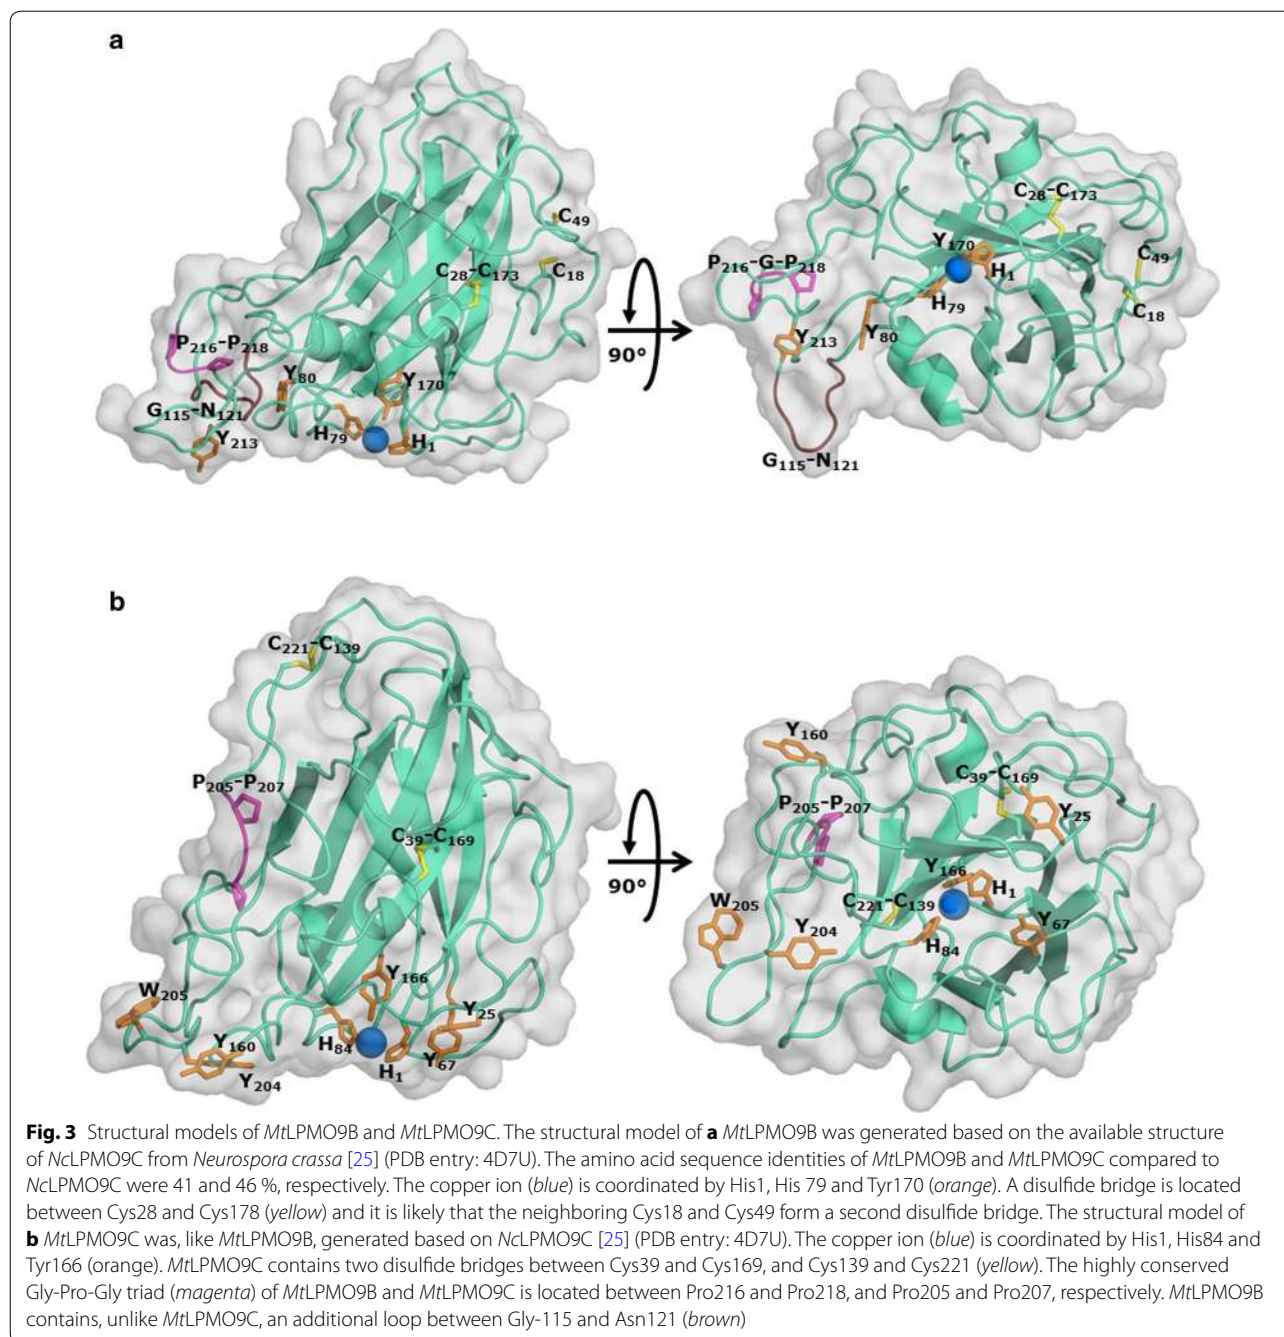 a
C49
C28-C173
C18
P216-P218
Y80
Y170
G115-N121
Y213
H79
H1
90°
C28-C173
Y170
C49
P216-G-P218
H1
H79
C18
Y213
Y80
G115-N121
b
C221-C139
P205-P207
C39-C169
Y166
W205
Y25
Y160
H84
Y67
Y204
H1
90°
Y160
C39-C169
P205-P207
Y25
Y166
H1
W205
C221-C139
Y67
Y204
H84
Fig. 3 Structural models of MtLPMO9B and MtLPMO9C. The structural model of a MtLPMO9B was generated based on the available structure
of NcLPMO9C from Neurospora crassa [25] (PDB entry: 4D7U). The amino acid sequence identities of MtLPMO9B and MtLPMO9C compared to
NcLPMO9C were 41 and 46 %, respectively. The copper ion (blue) is coordinated by His1, His 79 and Tyr170 (orange). A disulfide bridge is located
between Cys28 and Cys178 (yellow) and it is likely that the neighboring Cys18 and Cys49 form a second disulfide bridge. The structural model of
b MtLPMO9C was, like MtLPMO9B, generated based on NcLPMO9C [25] (PDB entry: 4D7U). The copper ion (blue) is coordinated by His1, His84 and
Tyr166 (orange). MtLPMO9C contains two disulfide bridges between Cys39 and Cys169, and Cys139 and Cys221 (yellow). The highly conserved
Gly-Pro-Gly triad (magenta) of MtLPMO9B and MtLPMO9C is located between Pro216 and Pro218, and Pro205 and Pro207, respectively. MtLPMO9B
contains, unlike MtLPMO9C, an additional loop between Gly-115 and Asn121 (brown)